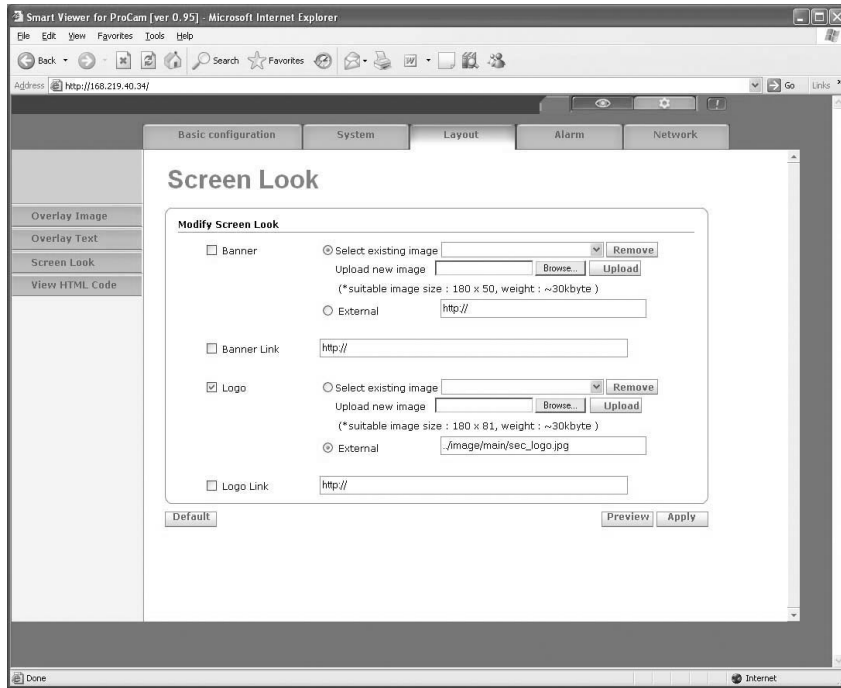 Smart Viewer for ProCam [ver 0.95] - Microsoft Internet Explorer
File Edit View Favorites Tools Help
Back Search Favorites
Address http://168.219.40.34/ Go Links
Basic configuration System Layout Alarm Network
Screen Look
Overlay Image
Overlay Text
Screen Look
View HTML Code
Modify Screen Look
Banner Select existing image Remove
Upload new image Browse... Upload
(*suitable image size : 180 x 50, weight : ~30kbyte )
External http://
Banner Link http://
Logo Select existing image Remove
Upload new image Browse... Upload
(*suitable image size : 180 x 81, weight : ~30kbyte )
External ../image/main/sec_logo.jpg
Logo Link http://
Default Preview Apply
Done Internet